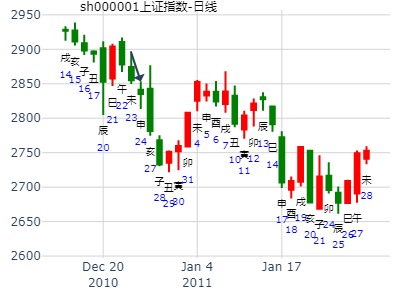 sh000001上证指数-日线
2950
2900
2850
2800
2750
2700
2650
2600
戌
14
亥
15
子
16
丑
17
辰
20
巳
21
午
22
未
23
申
24
亥
27
子
28
丑
29
寅
30
卯
31
未
4
申
5
酉
6
戌
7
丑
10
寅
11
卯
12
辰
13
巳
14
申
17
酉
18
戌
19
亥
20
子
21
卯
24
辰
25
巳
26
午
27
未
28
Dec 20
2010
Jan 4
2011
Jan 17